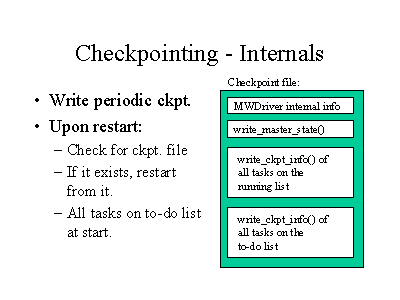 Checkpointing - Internals
• Write periodic ckpt.
• Upon restart:
– Check for ckpt. file
– If it exists, restart
from it.
– All tasks on to-do list
at start.
Checkpoint file:
MWDriver internal info
write_master_state()
write_ckpt_info() of
all tasks on the
running list
write_ckpt_info() of
all tasks on the
to-do list